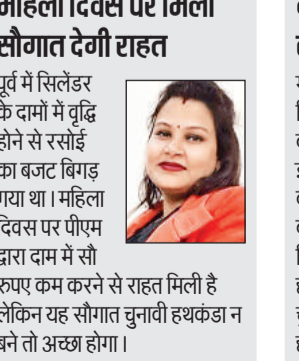 महिला दिवस पर मिली
सौगात देगी राहत
पूर्व में सिलेंडर
के दामों में वृद्धि
होने से रसोई
का बजट बिगड़
गया था। महिला
दिवस पर पीएम
द्वारा दाम में सौ
रुपए कम करने से राहत मिली है
लेकिन यह सौगात चुनावी हथकंडा न
बने तो अच्छा होगा।